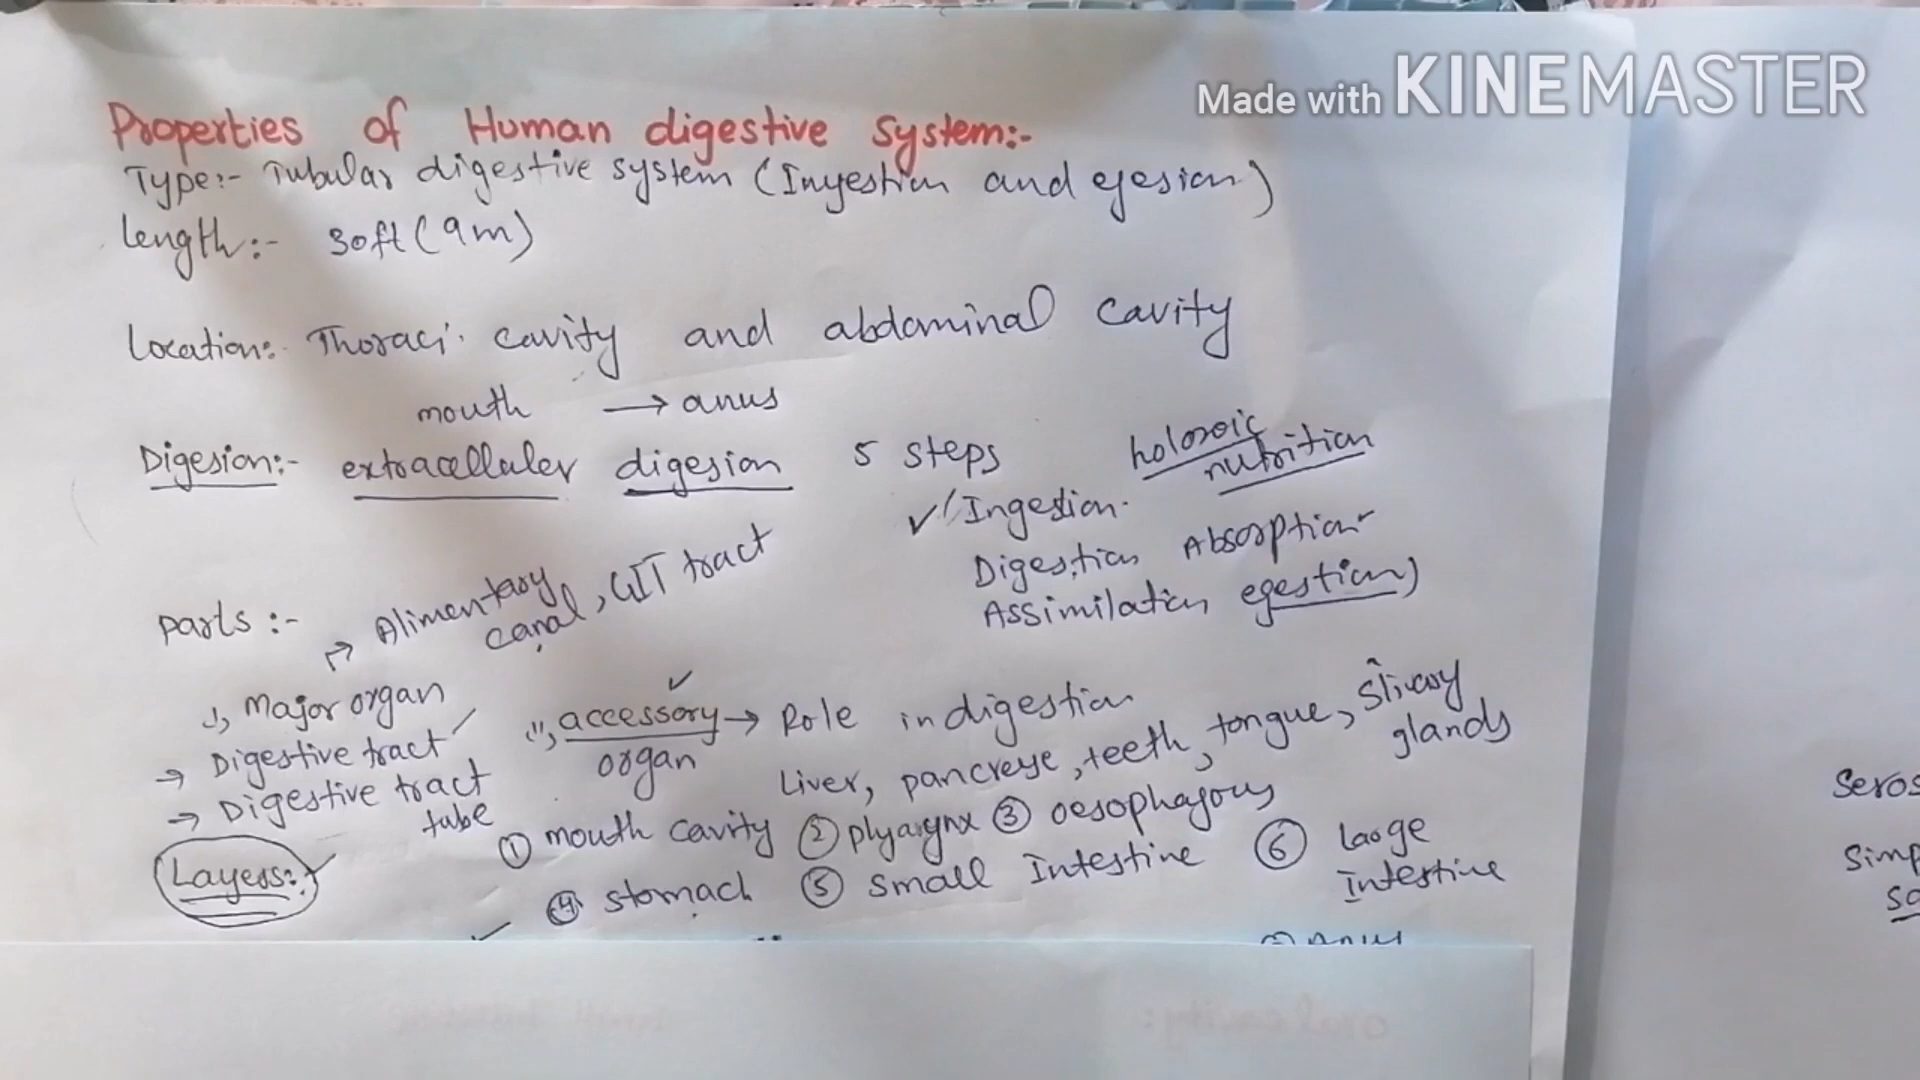 Made with KINEMASTER
Properties of Human digestive system:-
Type:- Tubular digestive system (Ingestion and egesion)
Length:- 30ft (9m)
Location:- Thoraci. cavity and abdominal cavity
mouth → anus
Digesion:- extracelluler digesion 5 steps
holozoic
nutrition
✓(Ingestion.
Digestion Absorption
Assimilation egestion)
Parts:-
→ Alimentary
canal, GIT tract
i, Major organ
→ Digestive tract ✓
→ Digestive tract
tube
ii, accessory → Role in digestion
organ
Liver, pancreye, teeth, tongue, slivary
glands
① mouth cavity ② phyarynx ③ oesophagous
④ stomach ⑤ small Intestine ⑥ large
Intestine
Layers:- ✓
Anus
Seros
Simp